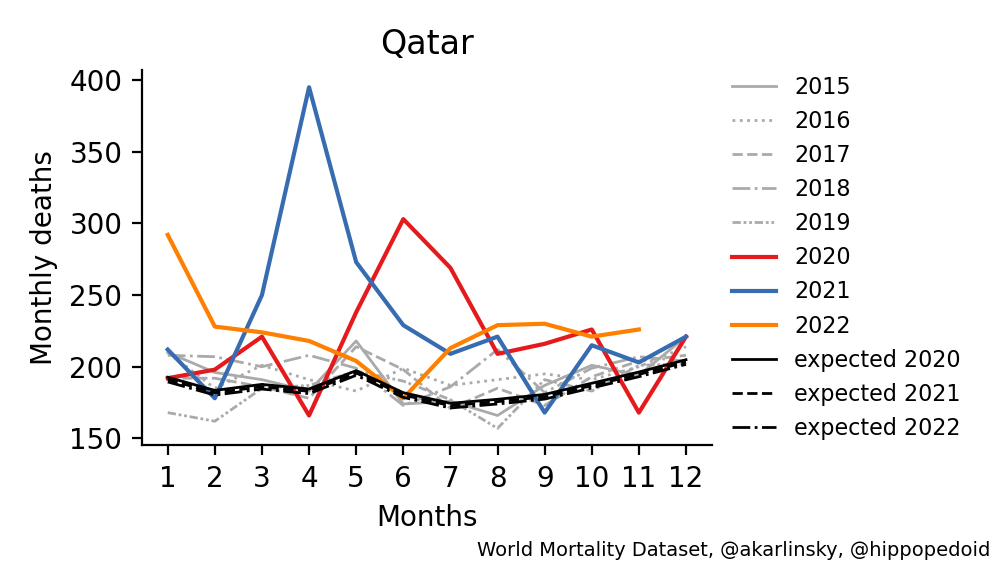 Qatar
Monthly deaths
400
350
300
250
200
150
1 2 3 4 5 6 7 8 9 10 11 12
Months
2015
2016
2017
2018
2019
2020
2021
2022
expected 2020
expected 2021
expected 2022
World Mortality Dataset, @akarlinsky, @hippopedoid